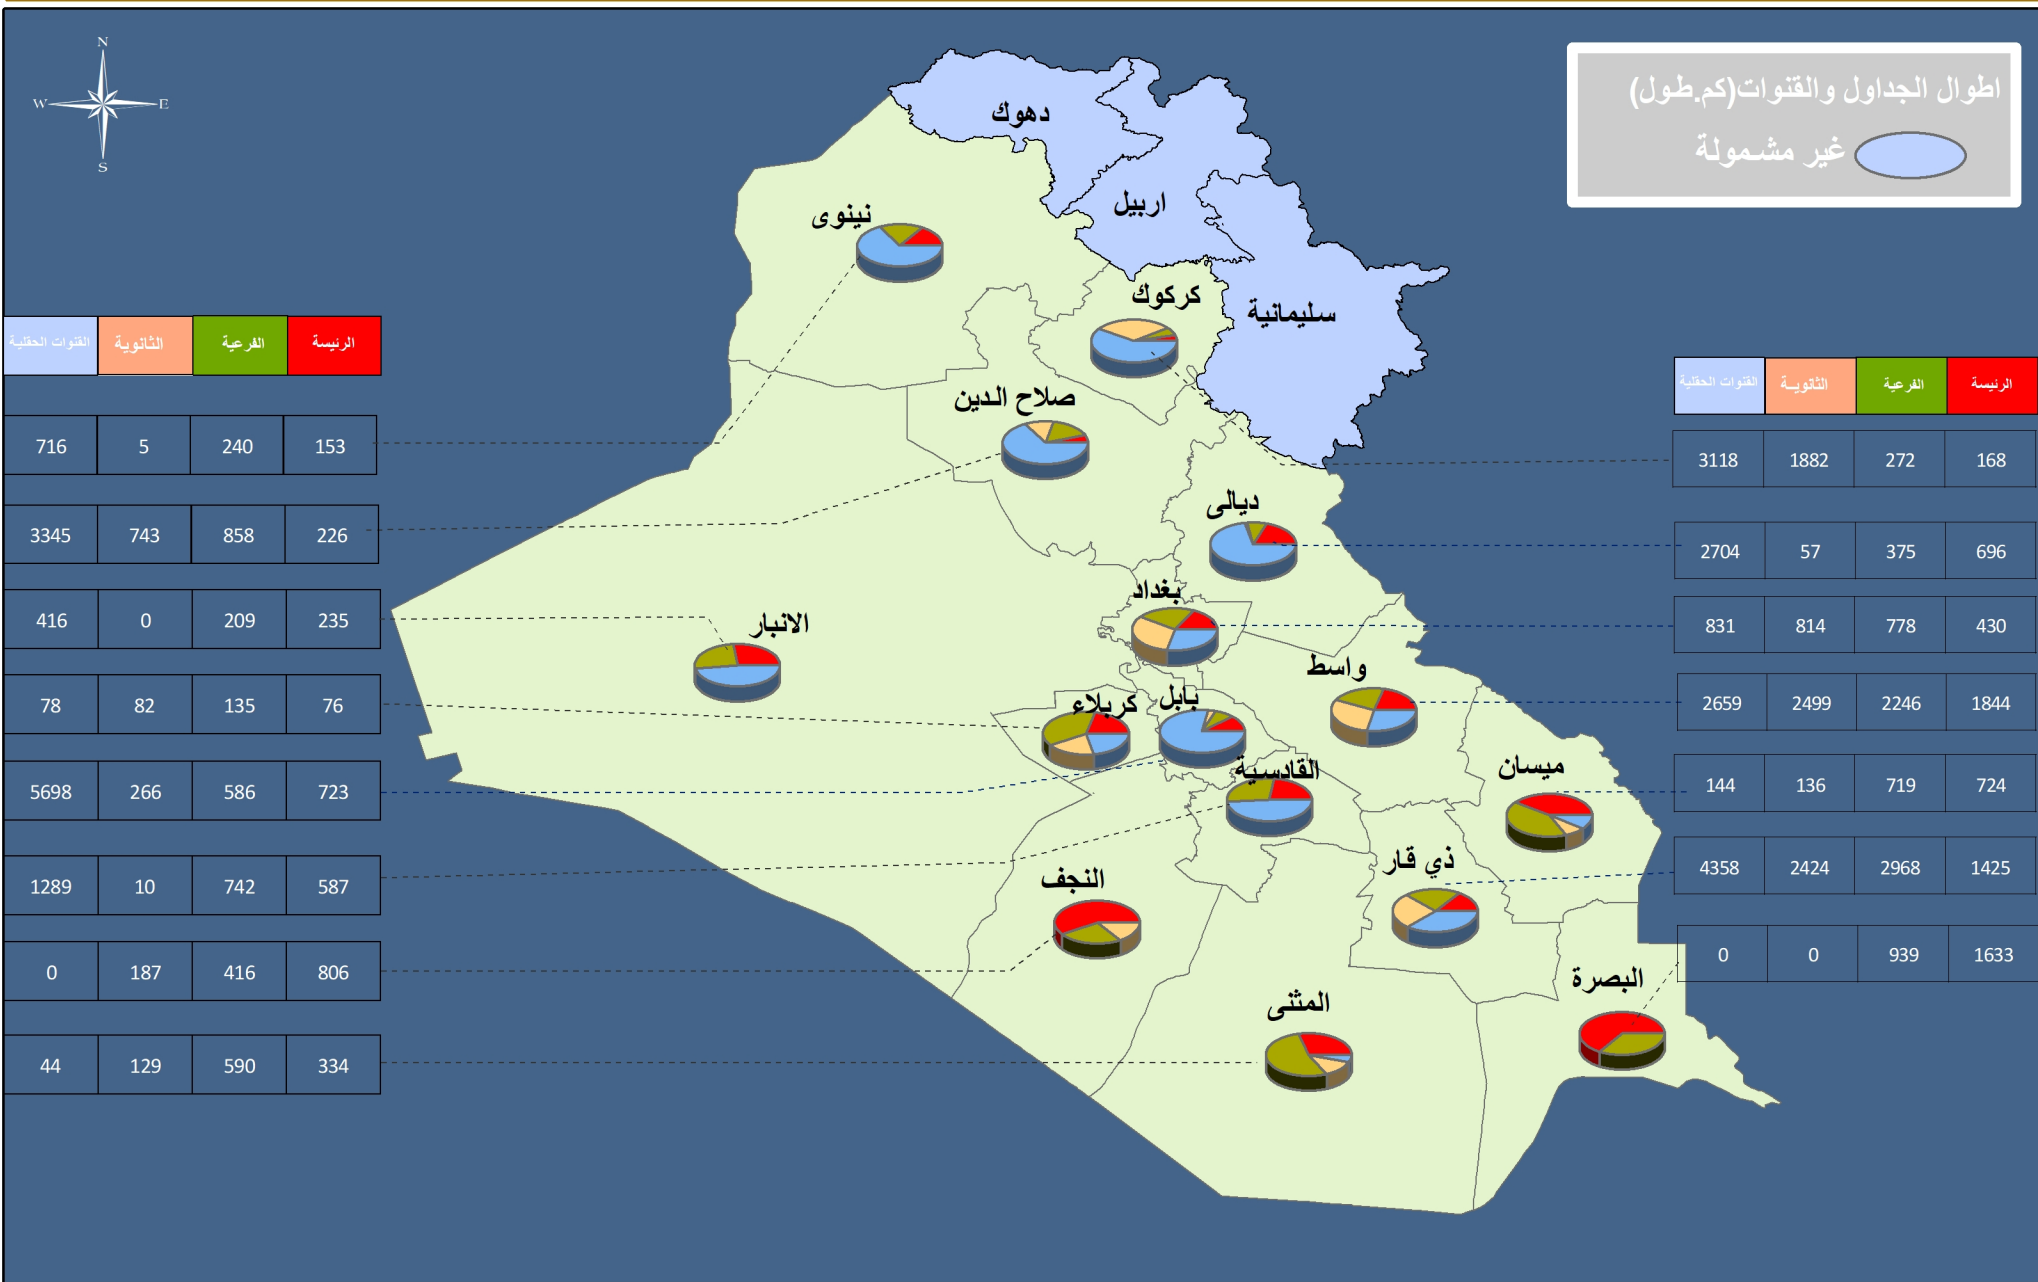 اطوال الجداول والقنوات(كم.طول)
غير مشمولة
N
W E
S
دهوك
اربيل
سليمانية
نينوى
كركوك
صلاح الدين
ديالى
بغداد
الانبار
واسط
بابل
كربلاء
القادسية
ميسان
ذي قار
النجف
المثنى
البصرة
الرئيسة الفرعية الثانوية القنوات الحقلية
153 240 5 716
226 858 743 3345
235 209 0 416
76 135 82 78
723 586 266 5698
587 742 10 1289
806 416 187 0
334 590 129 44
الرئيسة الفرعية الثانويــة القنوات الحقلية
168 272 1882 3118
696 375 57 2704
430 778 814 831
1844 2246 2499 2659
724 719 136 144
1425 2968 2424 4358
1633 939 0 0